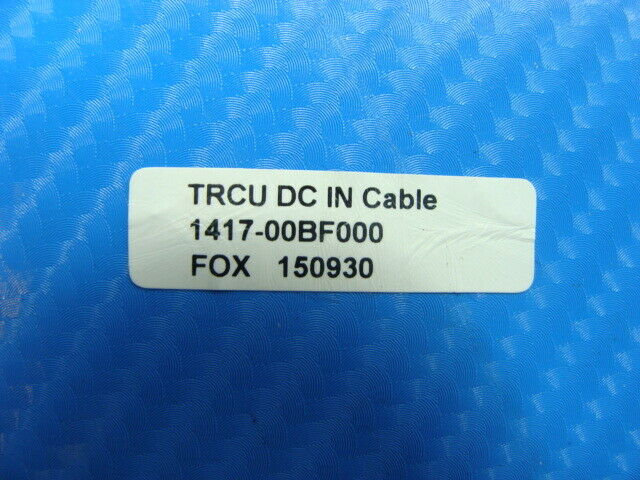 TRCU DC IN Cable
1417-00BF000
FOX 150930